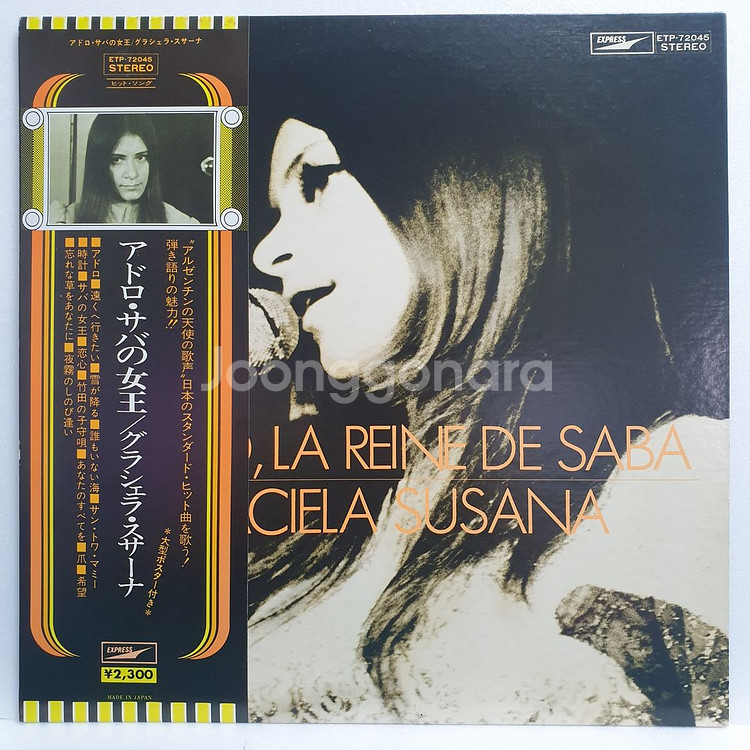 アドロ・サバの女王/グラシェラ・スサーナ
ETP-72045
STEREO
ヒット・ソング
"アルゼンチンの天使の歌声"日本のスタンダード・ヒット曲を歌う!
弾き語りの魅力!!
*大型ポスター付き*
アドロ・サバの女王/グラシェラ・スサーナ
■アドロ■遠くへ行きたい■雪が降る■誰もいない海■サン・トワ・マミー
■時計■サバの女王■恋心■竹田の子守唄■あなたのすべてを■爪■希望
忘れな草をあなたに■夜霧のしのび逢い
EXPRESS
¥2,300
MADE IN JAPAN
EXPRESS
ETP-72045
STEREO
, LA REINE DE SABA
CIELA SUSANA
Joonggonara